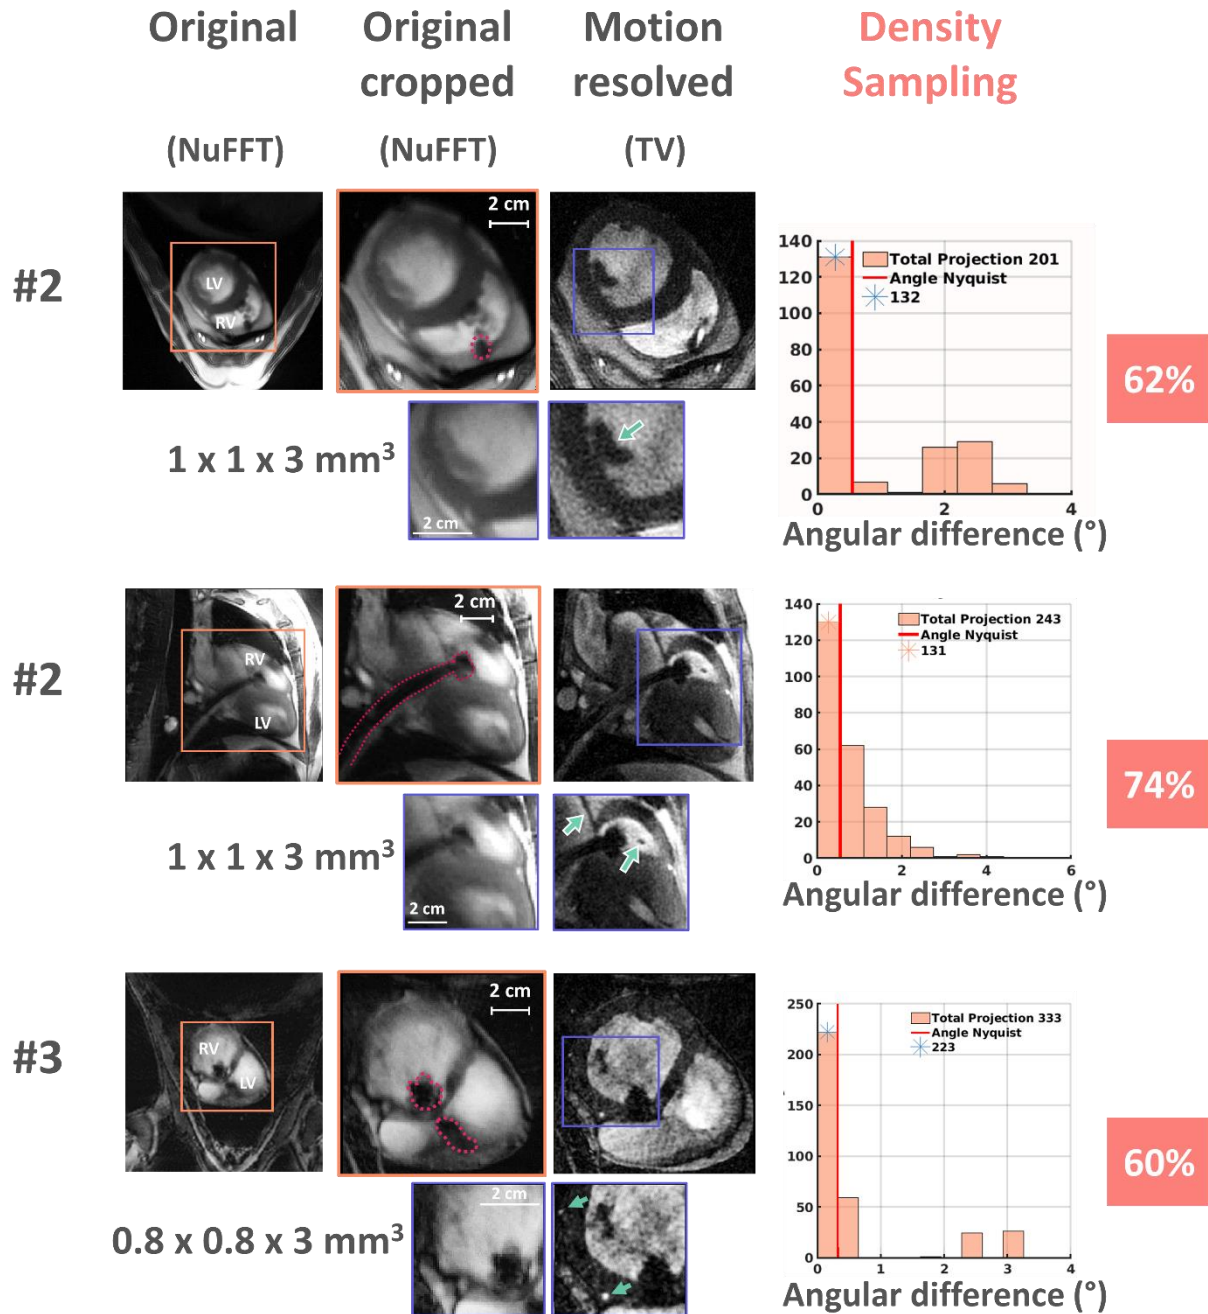 Original
Original
cropped
Motion
resolved
Density
Sampling
(NuFFT)
(NuFFT)
(TV)
#2
LV
RV
2 cm
140
120
100
80
60
40
20
0
Total Projection 201
Angle Nyquist
132
0
2
4
Angular difference (°)
62%
1 x 1 x 3 mm³
2 cm
#2
RV
LV
2 cm
140
120
100
80
60
40
20
0
Total Projection 243
Angle Nyquist
131
0
2
4
6
Angular difference (°)
74%
1 x 1 x 3 mm³
2 cm
#3
RV
LV
2 cm
250
200
150
100
50
0
Total Projection 333
Angle Nyquist
223
0
1
2
3
4
Angular difference (°)
60%
0.8 x 0.8 x 3 mm³
2 cm